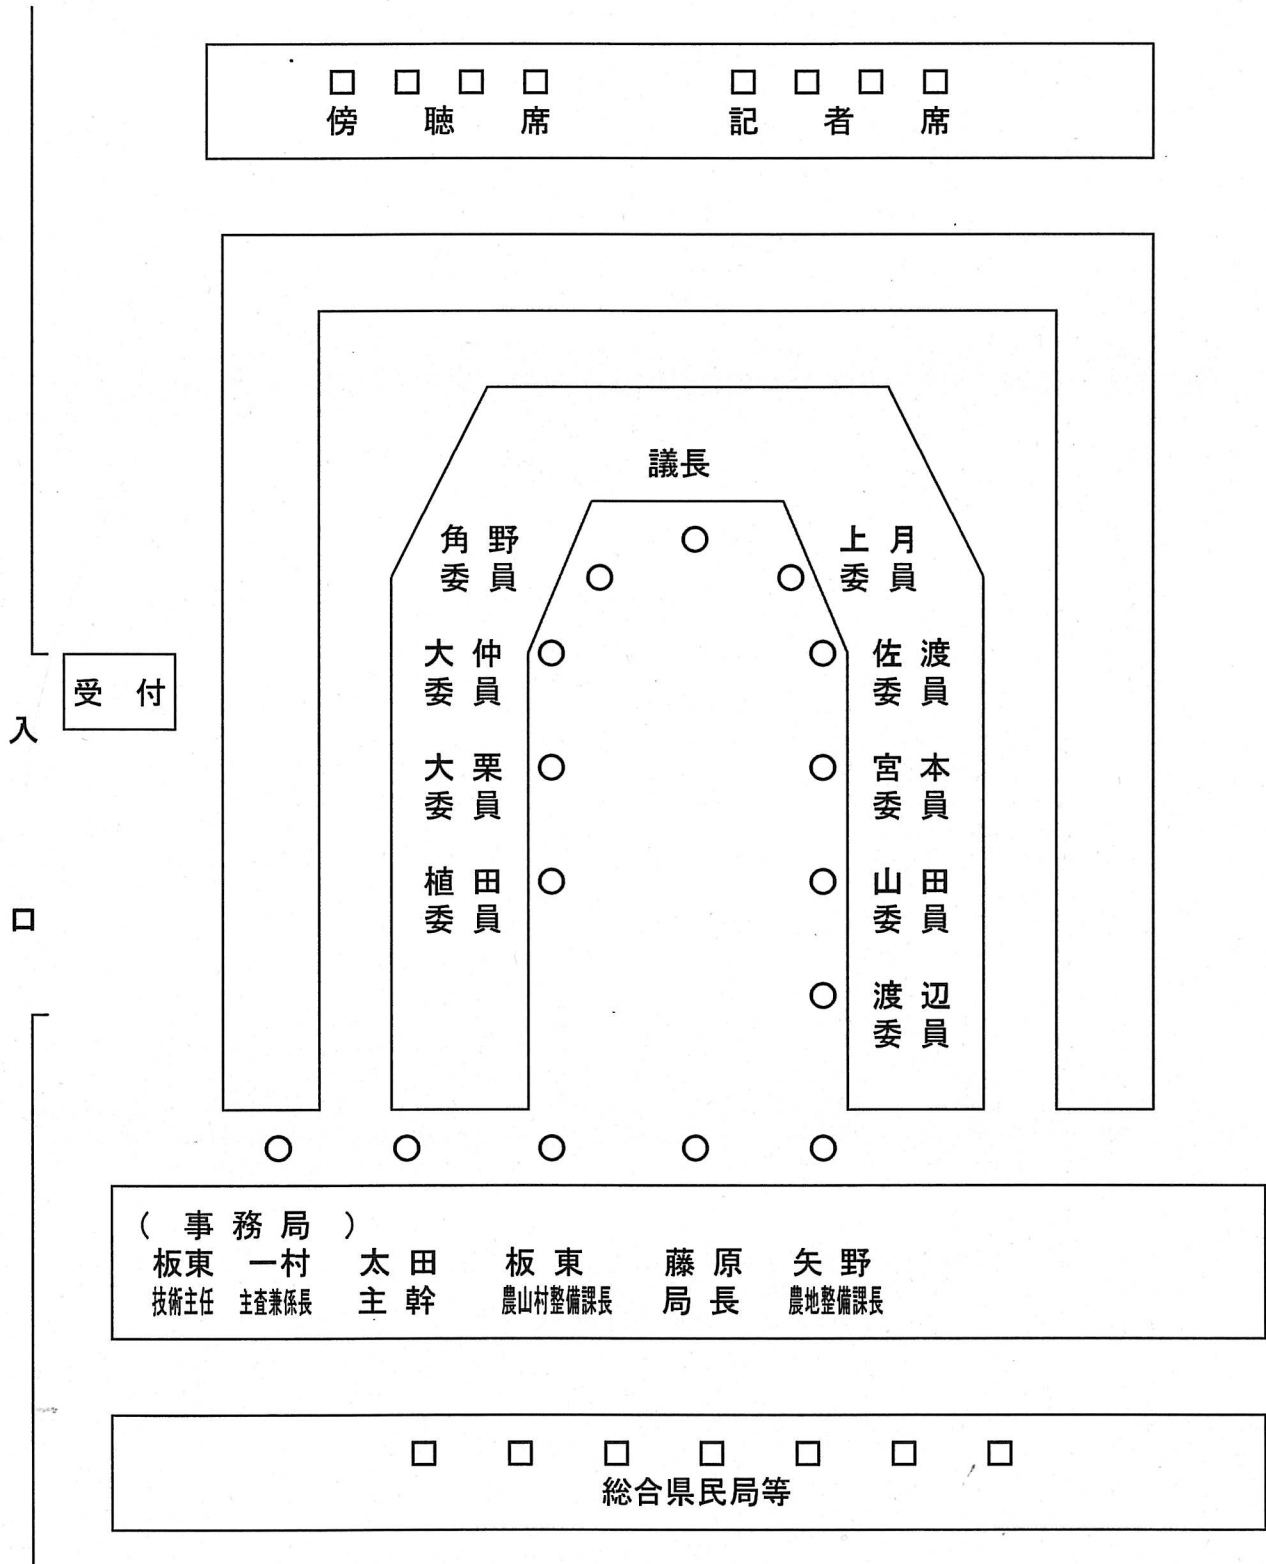 傍聴席 記者席
議長
角野 上月
委員 委員
大仲 佐渡
委員 委員
受付
入口
大栗 宮本
委員 委員
植田 山田
委員 委員
渡辺
委員
(事務局)
板東 一村 太田 板東 藤原 矢野
技術主任 主査兼係長 主幹 農山村整備課長 局長 農地整備課長
総合県民局等